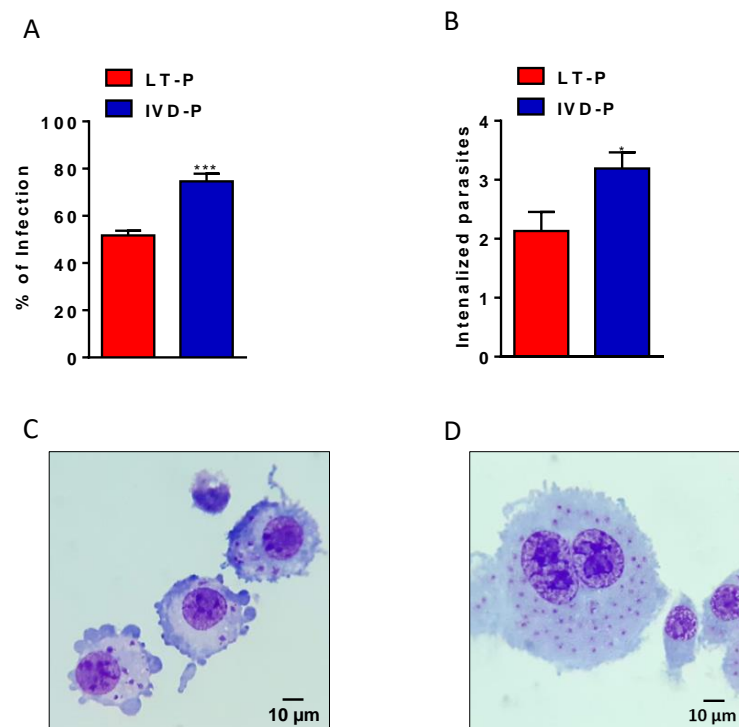 A
LT-P
IVD-P
% of Infection
100
80
60
40
20
0
***
B
LT-P
IVD-P
Intenalized parasites
4
3
2
1
0
*
C
10 µm
D
10 µm